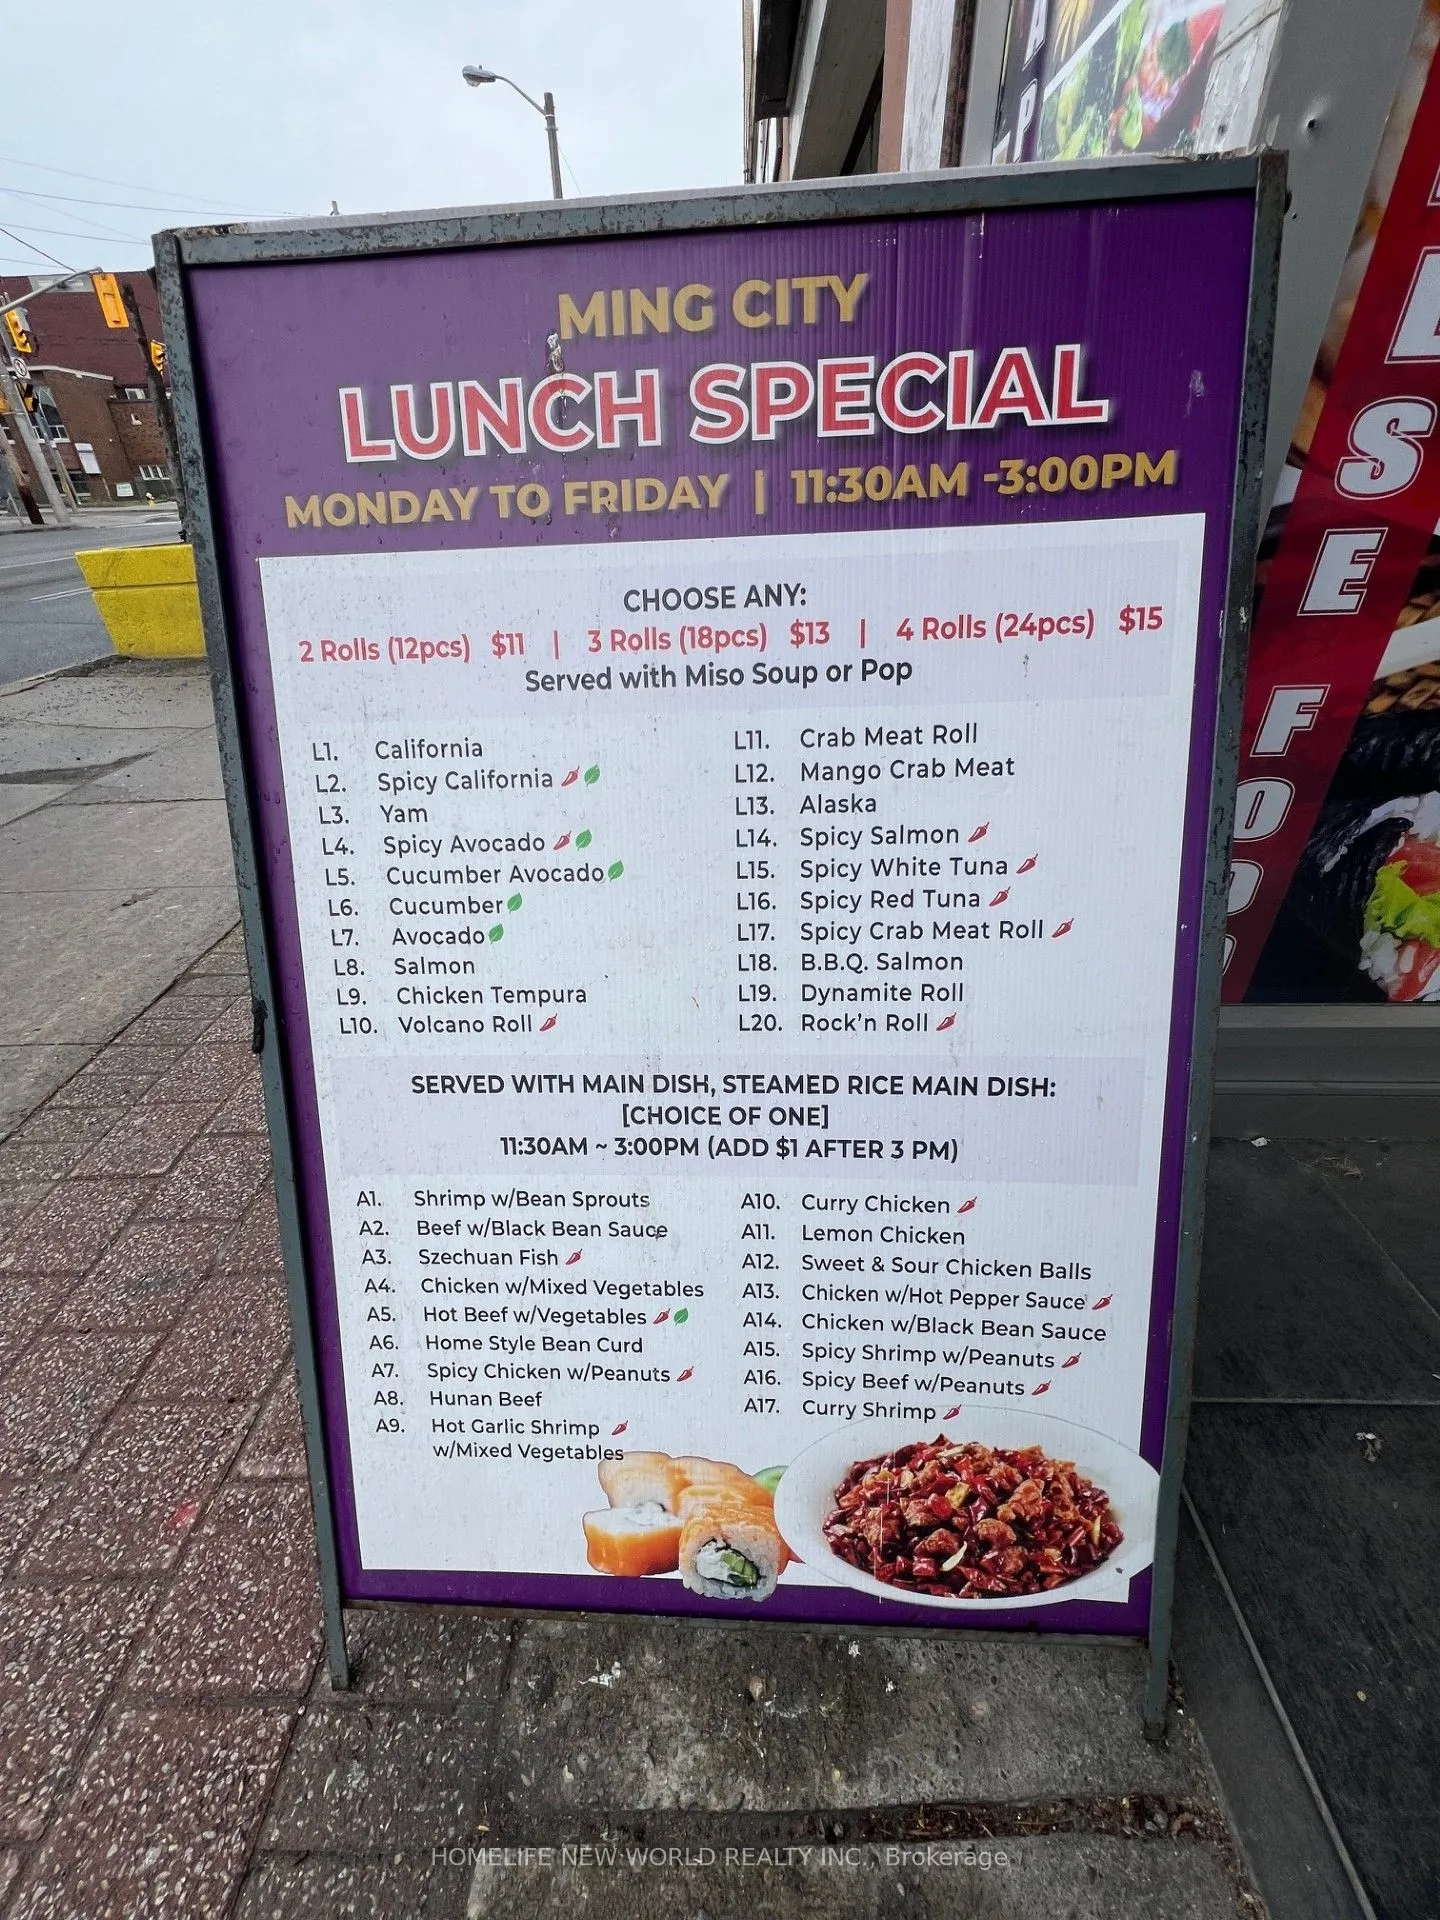 MING CITY
LUNCH SPECIAL
MONDAY TO FRIDAY | 11:30AM -3:00PM
CHOOSE ANY:
2 Rolls (12pcs) $11 | 3 Rolls (18pcs) $13 | 4 Rolls (24pcs) $15
Served with Miso Soup or Pop
L1. California
L2. Spicy California
L3. Yam
L4. Spicy Avocado
L5. Cucumber Avocado
L6. Cucumber
L7. Avocado
L8. Salmon
L9. Chicken Tempura
L10. Volcano Roll
L11. Crab Meat Roll
L12. Mango Crab Meat
L13. Alaska
L14. Spicy Salmon
L15. Spicy White Tuna
L16. Spicy Red Tuna
L17. Spicy Crab Meat Roll
L18. B.B.Q. Salmon
L19. Dynamite Roll
L20. Rock'n Roll
SERVED WITH MAIN DISH, STEAMED RICE MAIN DISH:
[CHOICE OF ONE]
11:30AM ~ 3:00PM (ADD $1 AFTER 3 PM)
A1. Shrimp w/Bean Sprouts
A2. Beef w/Black Bean Sauce
A3. Szechuan Fish
A4. Chicken w/Mixed Vegetables
A5. Hot Beef w/Vegetables
A6. Home Style Bean Curd
A7. Spicy Chicken w/Peanuts
A8. Hunan Beef
A9. Hot Garlic Shrimp
w/Mixed Vegetables
A10. Curry Chicken
A11. Lemon Chicken
A12. Sweet & Sour Chicken Balls
A13. Chicken w/Hot Pepper Sauce
A14. Chicken w/Black Bean Sauce
A15. Spicy Shrimp w/Peanuts
A16. Spicy Beef w/Peanuts
A17. Curry Shrimp
HOMELIFE NEW WORLD REALTY INC., Brokerage